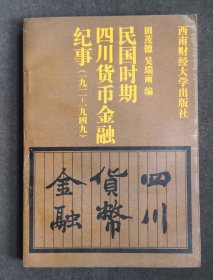 西南财经大学出版社
田茂德 吴瑞雨 编
民国时期
四川货币金融
纪事
(一九一一—一九四九)
四川
貨幣
金融